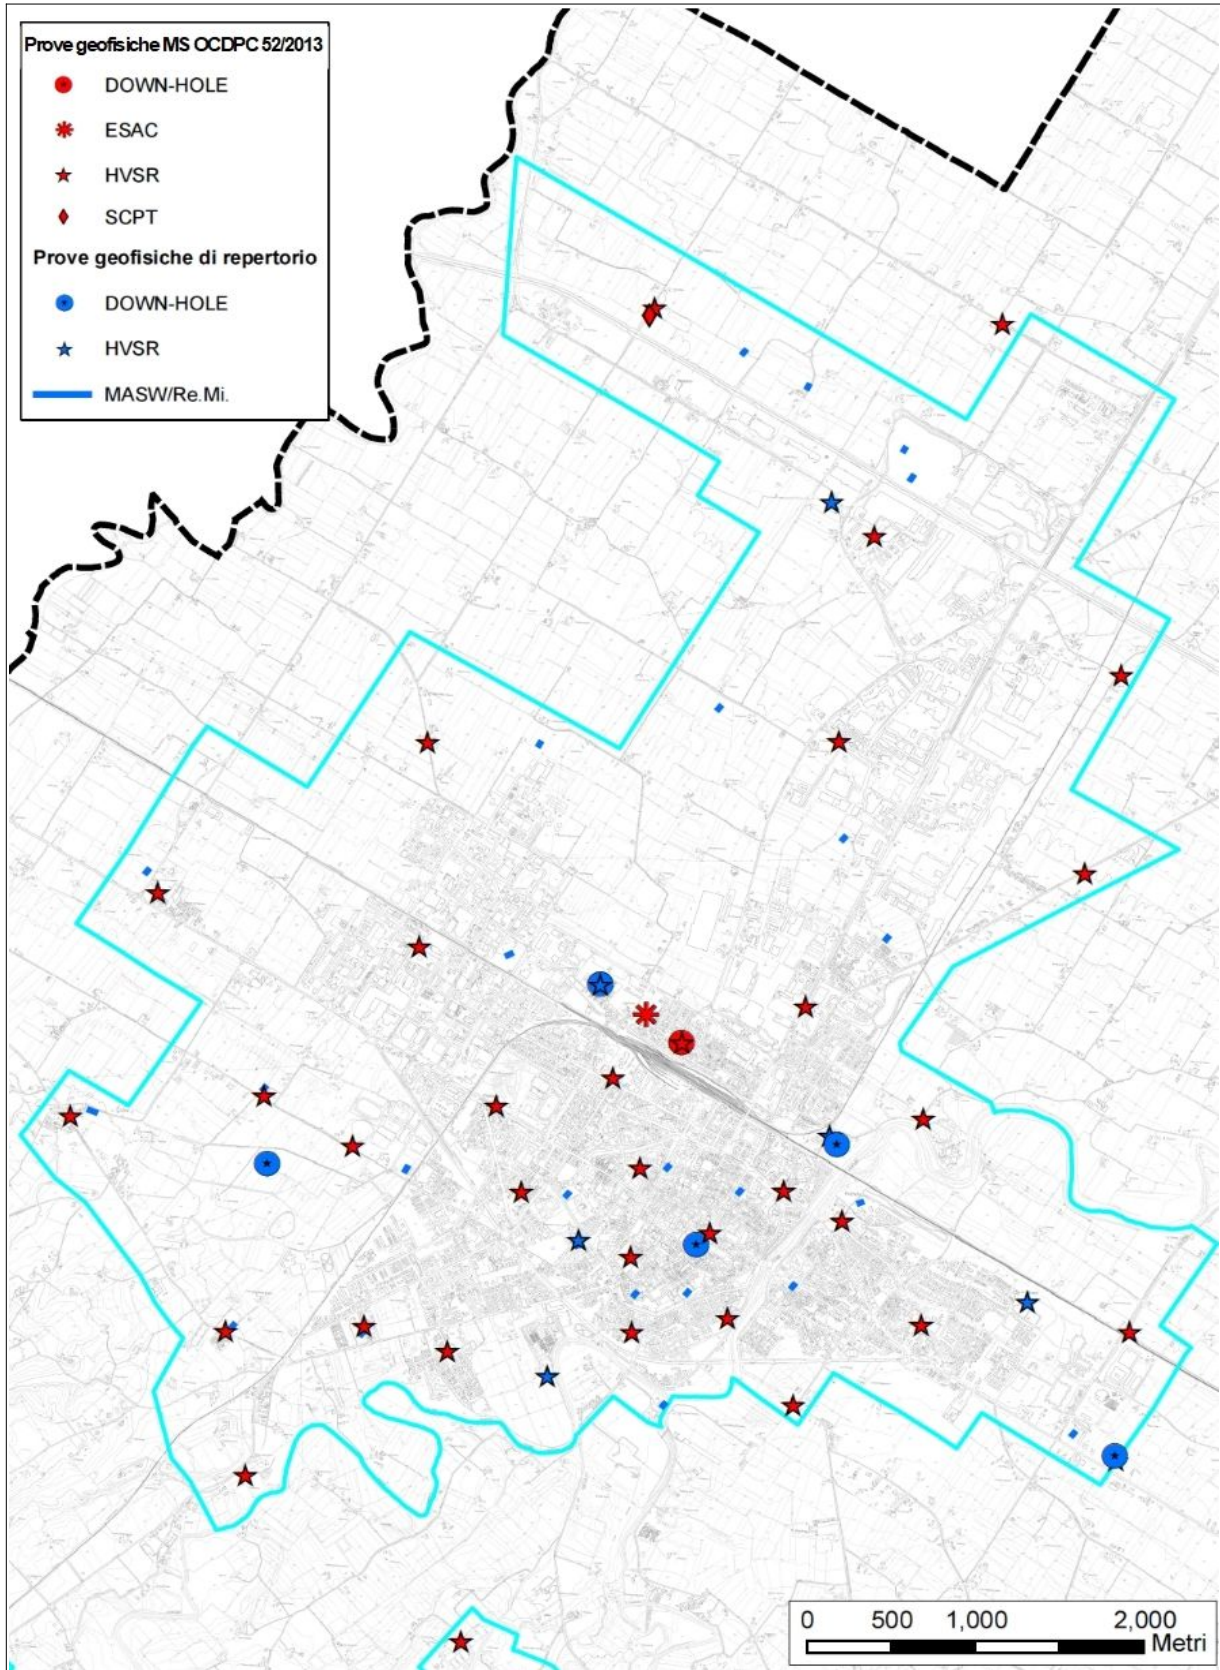 Prove geofisiche MS OCDPC 52/2013
DOWN-HOLE
ESAC
HVSR
SCPT
Prove geofisiche di repertorio
DOWN-HOLE
HVSR
MASW/Re.Mi.
0 500 1,000 2,000
Metri